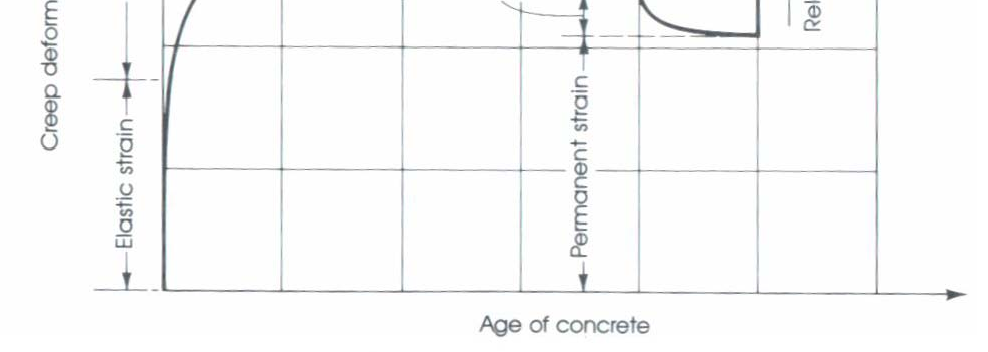 Creep deform
Elastic strain
Permanent strain
Rel
Age of concrete